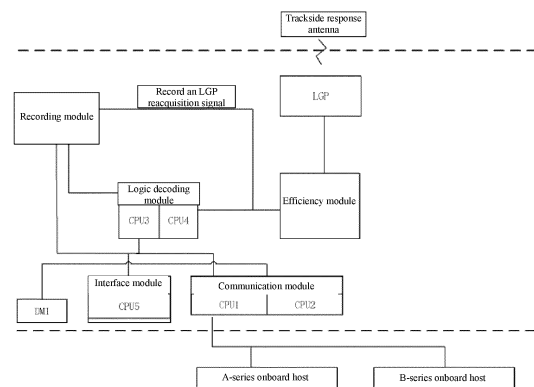 Trackside response
antenna
Record an LGP
reacquisition signal
LGP
Recording module
Logic decoding
module
CPU3
CPU4
Efficiency module
Interface module
CPU5
Communication module
CPU1
CPU2
DMI
A-series onboard host
B-series onboard host